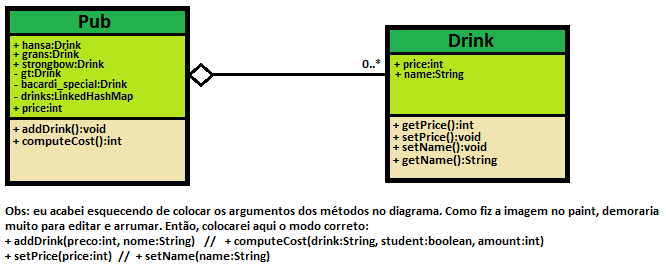 Pub
+ hansa:Drink
+ grans:Drink
+ strongbow:Drink
- gt:Drink
- bacardi_special:Drink
- drinks:LinkedHashMap
+ price:int
+ addDrink():void
+ computeCost():int
0..*
Drink
+ price:int
+ name:String
+ getPrice():int
+ setPrice():void
+ setName():void
+ getName():String
Obs: eu acabei esquecendo de colocar os argumentos dos métodos no diagrama. Como fiz a imagem no paint, demoraria
muito para editar e arrumar. Então, colocarei aqui o modo correto:
+ addDrink(preco:int, nome:String) // + computeCost(drink:String, student:boolean, amount:int)
+ setPrice(price:int) // + setName(name:String)